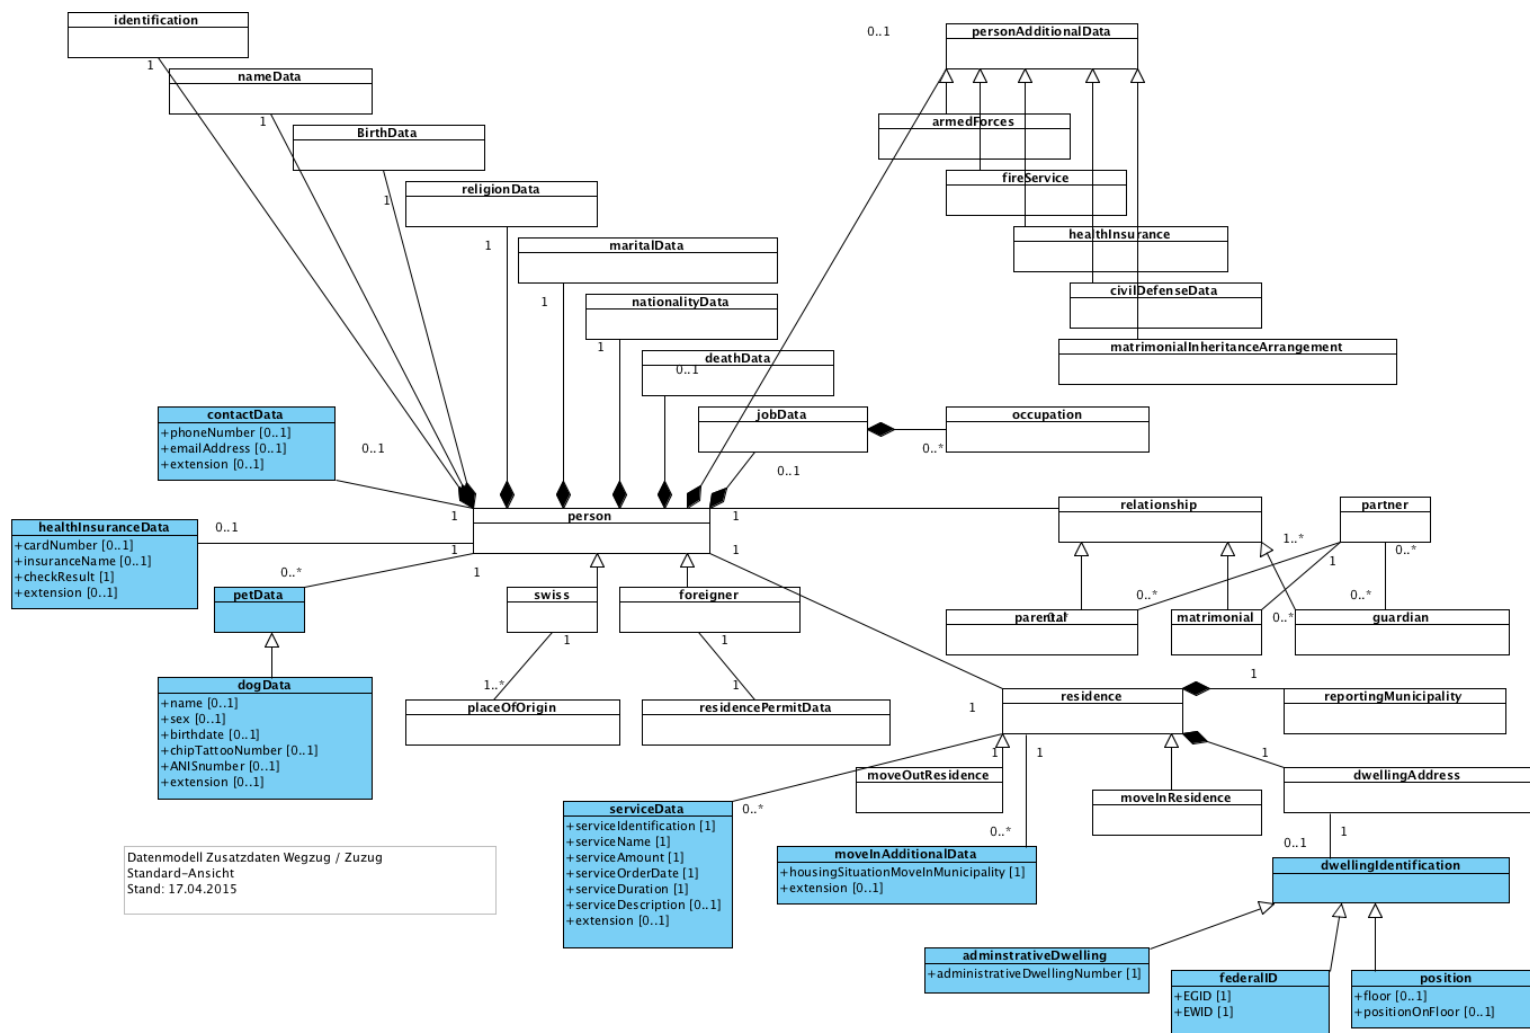 identification
1
nameData
1
BirthData
1
religionData
1
maritalData
1
nationalityData
1
deathData
0..1
jobData
0..1
occupation
0..*
0..1
personAdditionalData
armedForces
fireService
healthInsurance
civilDefenseData
matrimonialInheritanceArrangement
contactData
+phoneNumber [0..1]
+emailAddress [0..1]
+extension [0..1]
0..1
1
healthInsuranceData
+cardNumber [0..1]
+insuranceName [0..1]
+checkResult [1]
+extension [0..1]
0..1
1
person
1
1
petData
0..*
1
dogData
+name [0..1]
+sex [0..1]
+birthdate [0..1]
+chipTattooNumber [0..1]
+ANISnumber [0..1]
+extension [0..1]
swiss
1
1..*
placeOfOrigin
foreigner
1
1
residencePermitData
relationship
partner
1..*
0..*
1
0..*
0..*
0..*
0..*
parental
matrimonial
guardian
residence
1
1
reportingMunicipality
1
1
1
dwellingAddress
moveOutResidence
moveInResidence
0..*
serviceData
+serviceIdentification [1]
+serviceName [1]
+serviceAmount [1]
+serviceOrderDate [1]
+serviceDuration [1]
+serviceDescription [0..1]
+extension [0..1]
0..*
moveInAdditionalData
+housingSituationMoveInMunicipality [1]
+extension [0..1]
1
0..1
dwellingIdentification
adminstrativeDwelling
+administrativeDwellingNumber [1]
federalID
+EGID [1]
+EWID [1]
position
+floor [0..1]
+positionOnFloor [0..1]
Datenmodell Zusatzdaten Wegzug / Zuzug
Standard-Ansicht
Stand: 17.04.2015